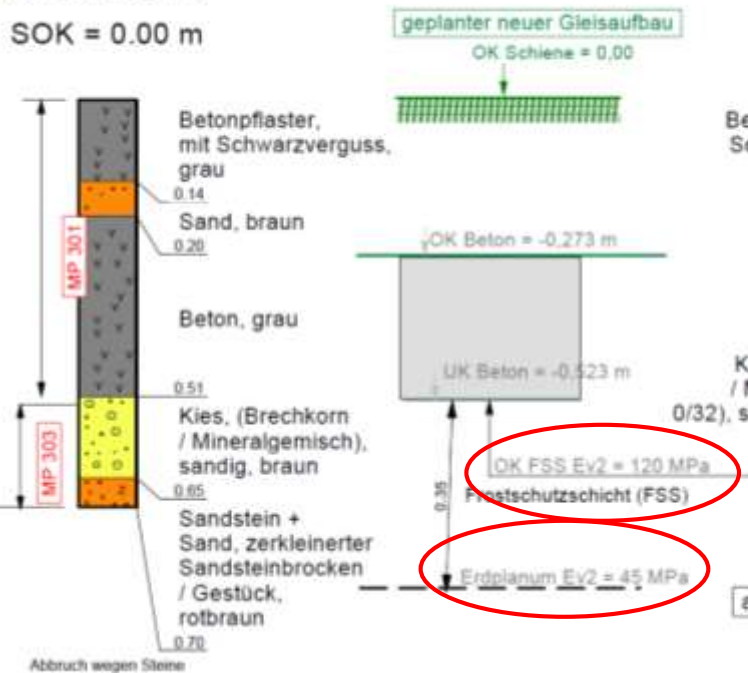 SOK = 0.00 m
Betonpflaster,
mit Schwarzverguss,
grau
0.14
Sand, braun
0.20
MP 301
Beton, grau
0.51
Kies, (Brechkorn
/ Mineralgemisch),
sandig, braun
MP 303
0.65
Sandstein +
Sand, zerkleinerter
Sandsteinbrocken
/ Gestück,
rotbraun
0.70
Abbruch wegen Steine
geplanter neuer Gleisaufbau
OK Schiene = 0,00
OK Beton = -0,273 m
UK Beton = -0,523 m
0.35
OK FSS Ev2 = 120 MPa
Frostschutzschicht (FSS)
Erdplanum Ev2 = 45 MPa
Be
Sc
K
/ M
0/32), s
a